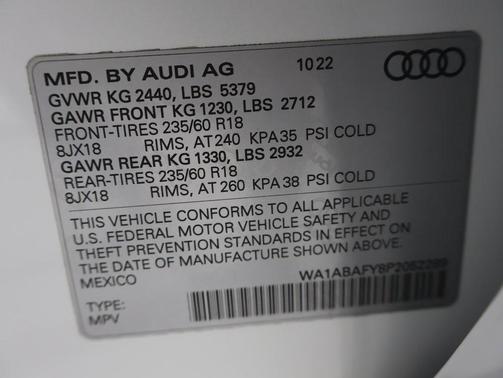 MFD. BY AUDI AG 10 22
GVWR KG 2440, LBS 5379
GAWR FRONT KG 1230, LBS 2712
FRONT-TIRES 235/60 R18
8JX18 RIMS, AT 240 KPA 35 PSI COLD
GAWR REAR KG 1330, LBS 2932
REAR-TIRES 235/60 R18
8JX18 RIMS, AT 260 KPA 38 PSI COLD
THIS VEHICLE CONFORMS TO ALL APPLICABLE
U.S. FEDERAL MOTOR VEHICLE SAFETY AND
THEFT PREVENTION STANDARDS IN EFFECT ON
THE DATE OF MANUFACTURE SHOWN ABOVE.
MEXICO
WA1ABAFY8P2052289
TYPE:
MPV